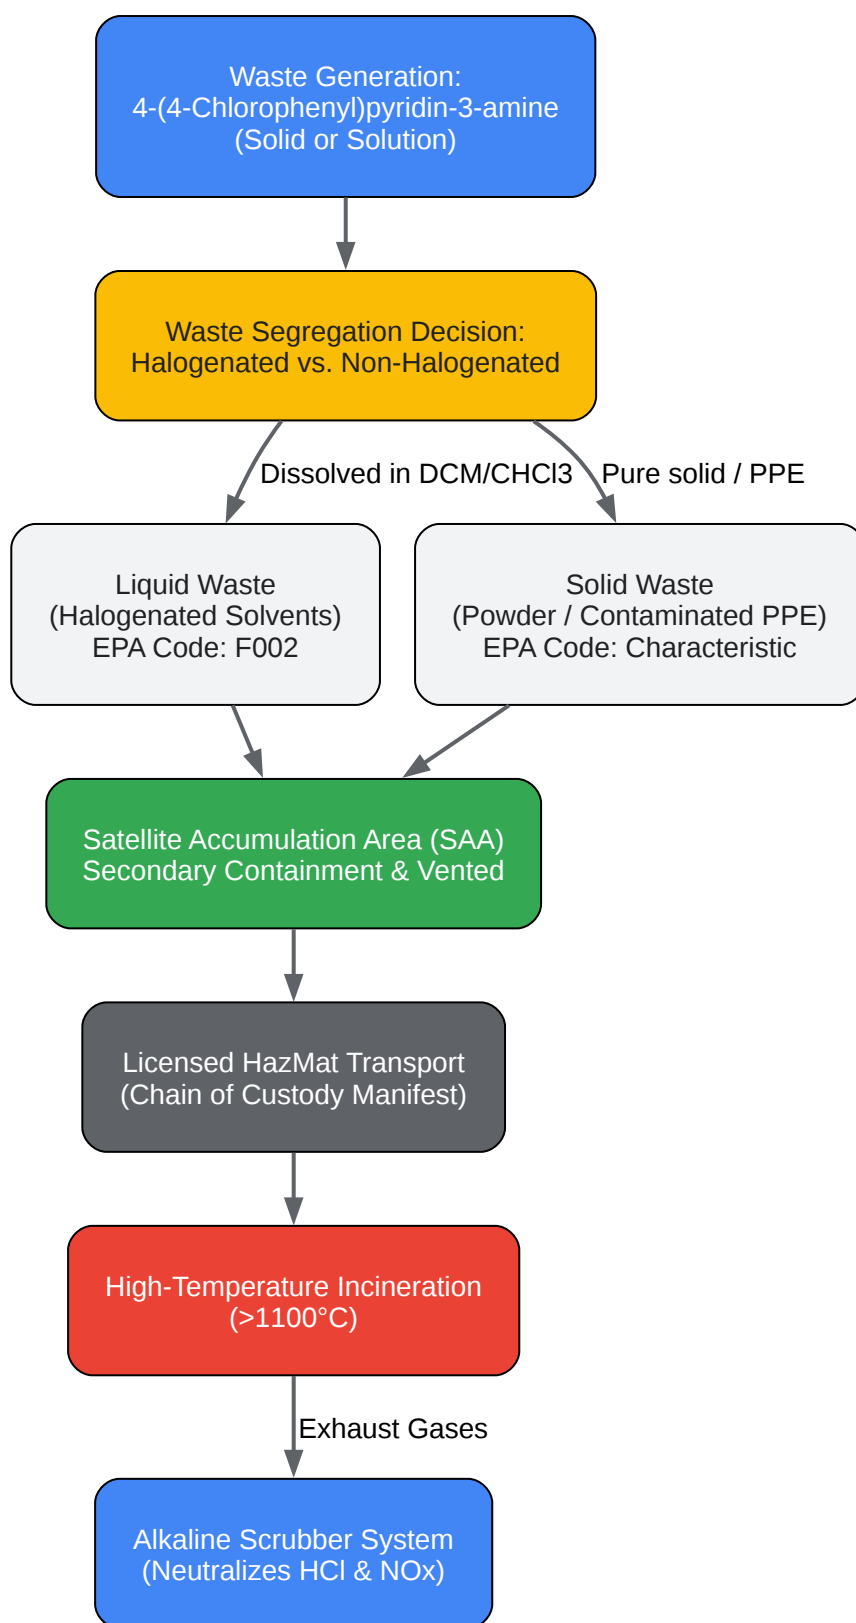 Waste Generation:
4-(4-Chlorophenyl)pyridin-3-amine
(Solid or Solution)
Waste Segregation Decision:
Halogenated vs. Non-Halogenated
Dissolved in DCM/CHCl3
Pure solid / PPE
Liquid Waste
(Halogenated Solvents)
EPA Code: F002
Solid Waste
(Powder / Contaminated PPE)
EPA Code: Characteristic
Satellite Accumulation Area (SAA)
Secondary Containment & Vented
Licensed HazMat Transport
(Chain of Custody Manifest)
High-Temperature Incineration
(>1100°C)
Exhaust Gases
Alkaline Scrubber System
(Neutralizes HCl & NOx)